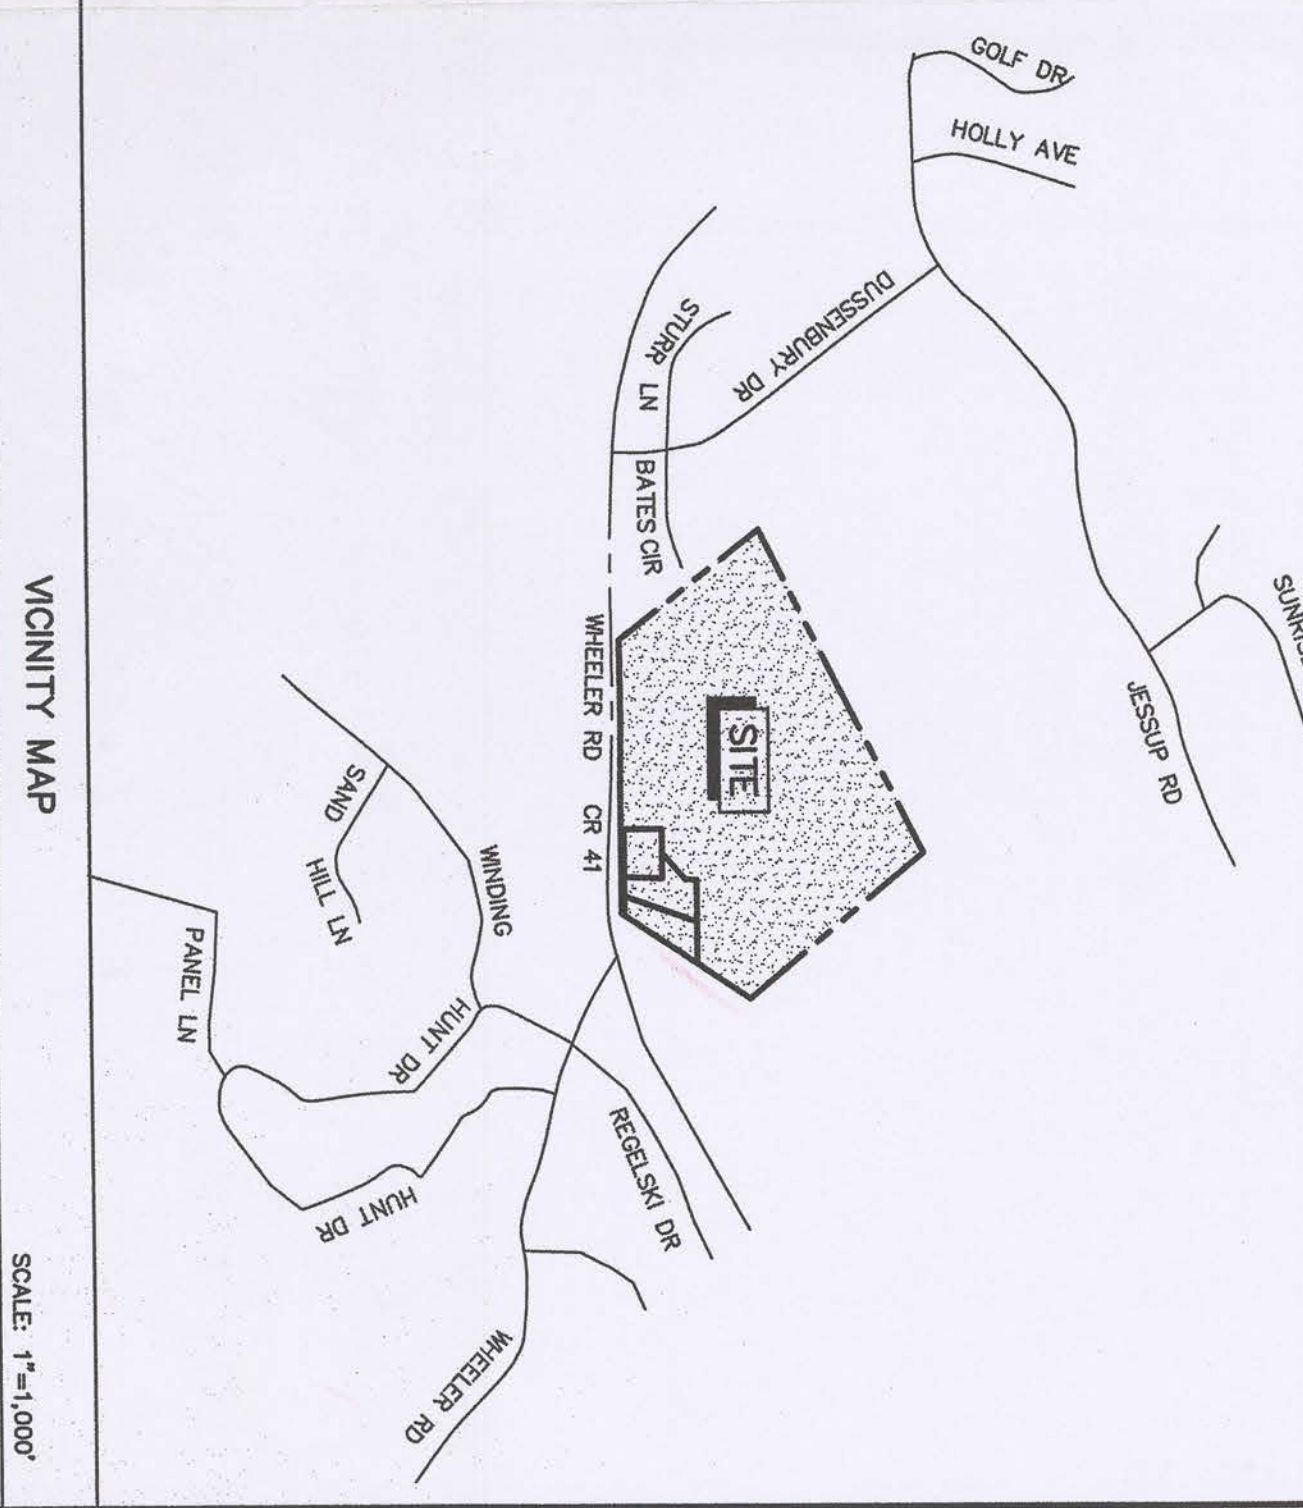 GOLF DR
HOLLY AVE
DUSSENBURY DR
STURR LN
BATES CIR
JESSUP RD
SITE
WHEELER RD CR 41
WINDING
HUNT DR
SAND
HILL LN
PANEL LN
REGELSKI DR
HUNT DR
WHEELER RD
VICINITY MAP
SCALE: 1"=1,000'